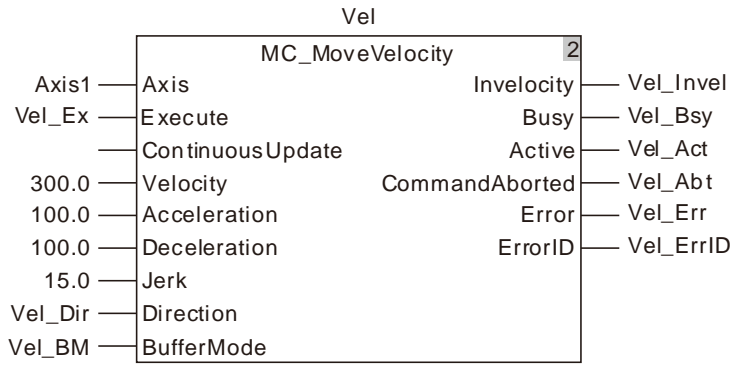 Vel
MC_MoveVelocity 2
Axis1 Axis Invelocity Vel_Invel
Vel_Ex Execute Busy Vel_Bsy
ContinuousUpdate Active Vel_Act
300.0 Velocity CommandAborted Vel_Abt
100.0 Acceleration Error Vel_Err
100.0 Deceleration ErrorID Vel_ErrID
15.0 Jerk
Vel_Dir Direction
Vel_BM BufferMode